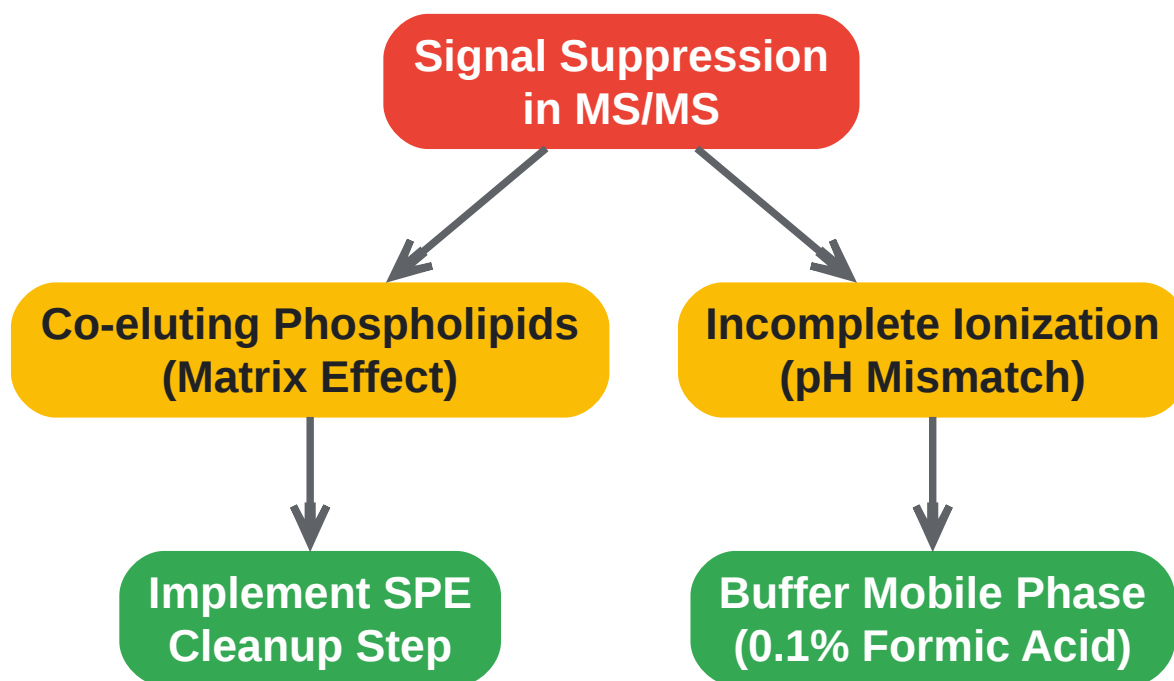 Signal Suppression
in MS/MS
Co-eluting Phospholipids
(Matrix Effect)
Incomplete Ionization
(pH Mismatch)
Implement SPE
Cleanup Step
Buffer Mobile Phase
(0.1% Formic Acid)